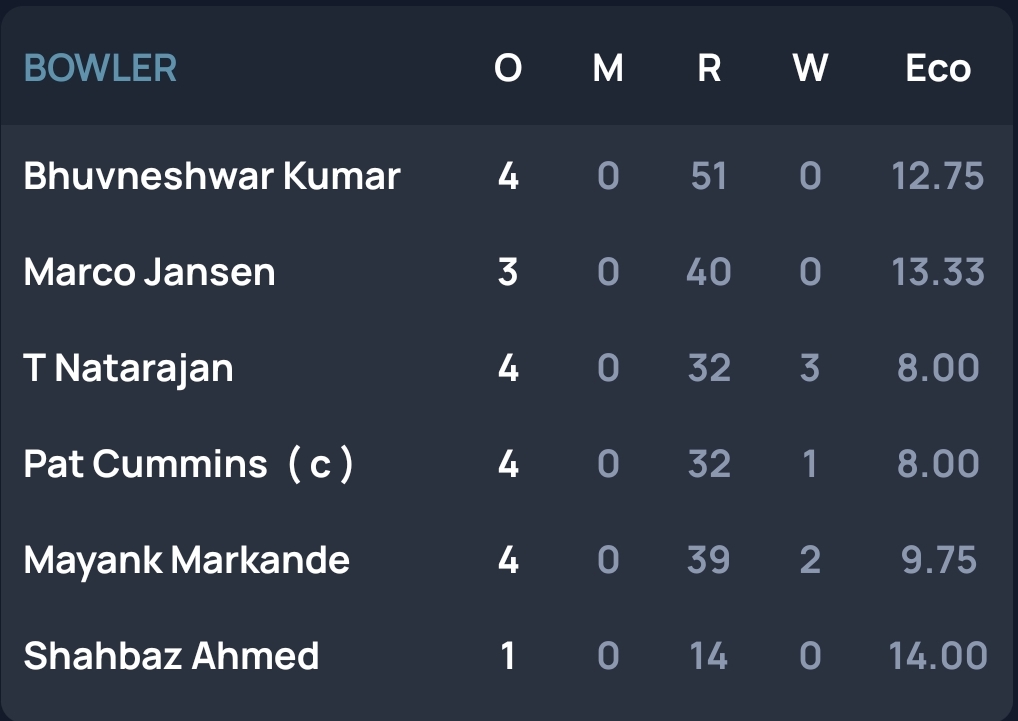 BOWLER O M R W Eco
Bhuvneshwar Kumar 4 0 51 0 12.75
Marco Jansen 3 0 40 0 13.33
T Natarajan 4 0 32 3 8.00
Pat Cummins ( c ) 4 0 32 1 8.00
Mayank Markande 4 0 39 2 9.75
Shahbaz Ahmed 1 0 14 0 14.00